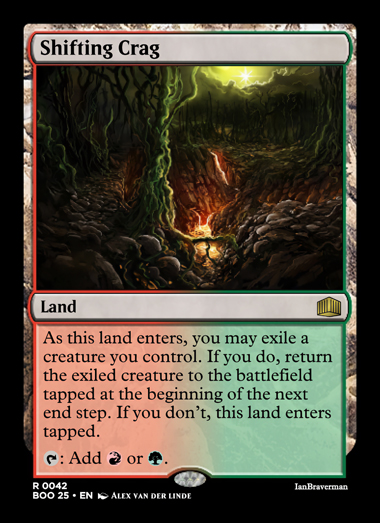 Shifting Crag
Land
As this land enters, you may exile a
creature you control. If you do, return
the exiled creature to the battlefield
tapped at the beginning of the next
end step. If you don't, this land enters
tapped.
: Add or .
R 0042
BOO 25 • EN Alex van der Linde
IanBraverman